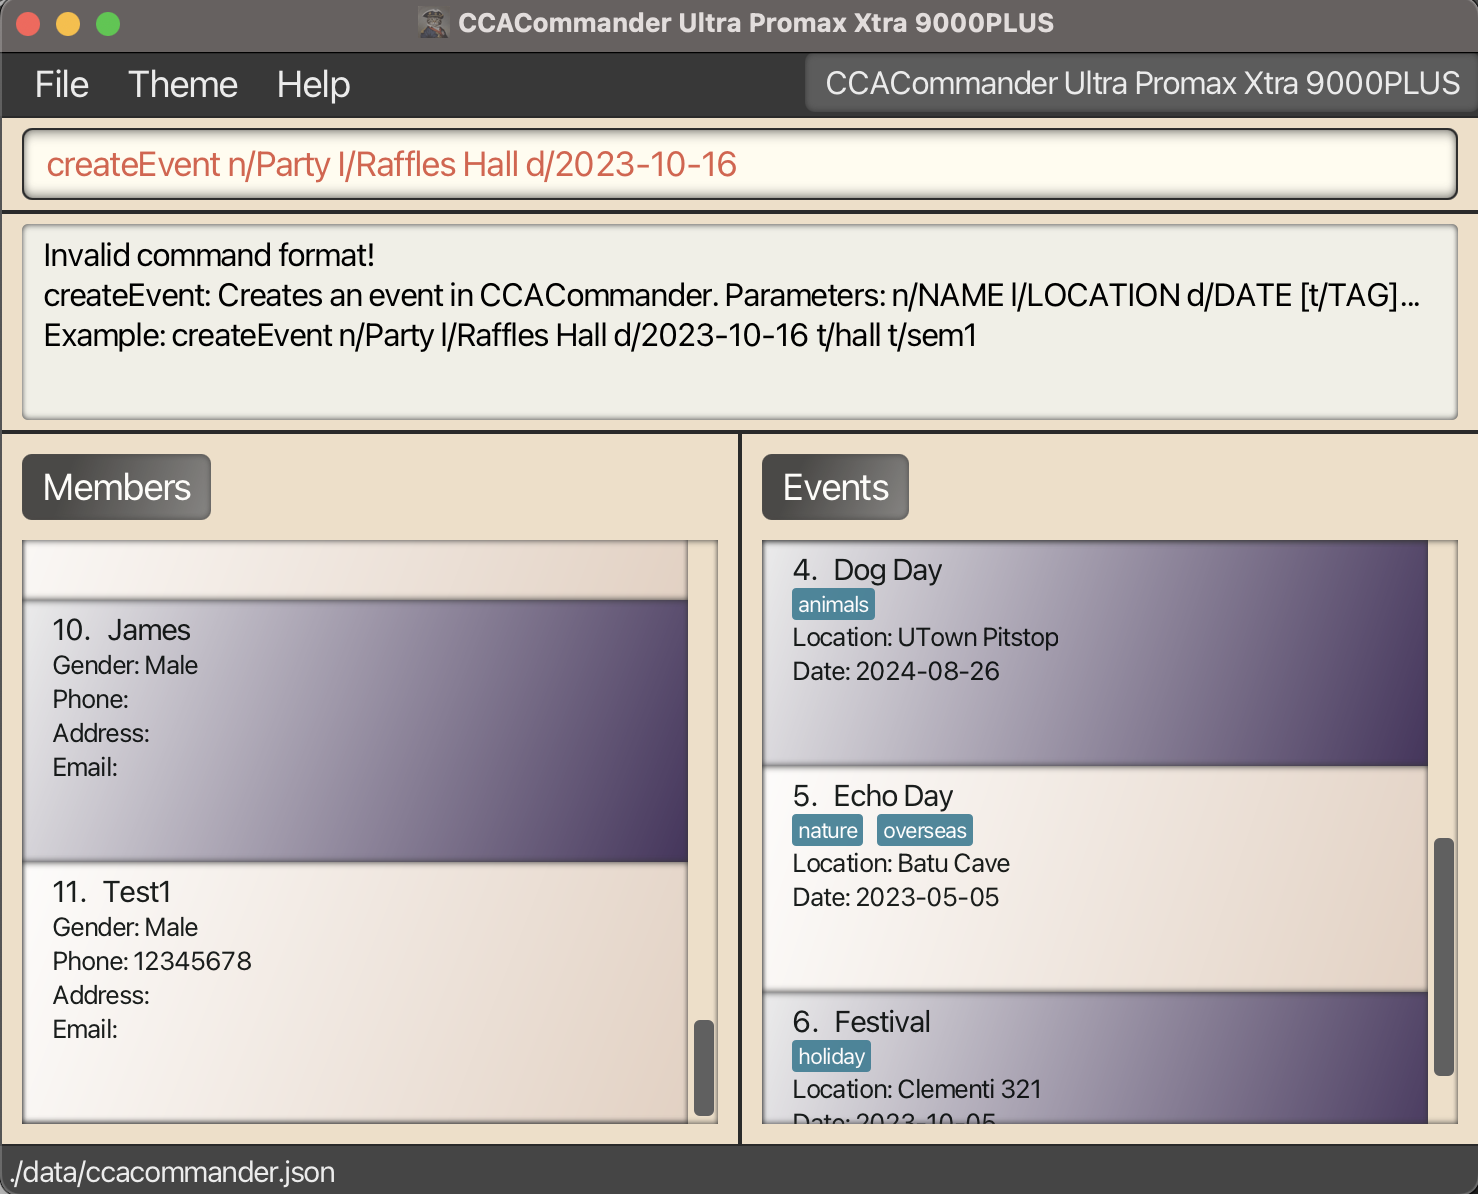 CCACommander Ultra Promax Xtra 9000PLUS
File Theme Help CCACommander Ultra Promax Xtra 9000PLUS
createEvent n/Party I/Raffles Hall d/2023-10-16
Invalid command format!
createEvent: Creates an event in CCACommander. Parameters: n/NAME l/LOCATION d/DATE [t/TAG]...
Example: createEvent n/Party l/Raffles Hall d/2023-10-16 t/hall t/sem1
Members
10. James
Gender: Male
Phone:
Address:
Email:
11. Test1
Gender: Male
Phone: 12345678
Address:
Email:
Events
4. Dog Day
animals
Location: UTown Pitstop
Date: 2024-08-26
5. Echo Day
nature overseas
Location: Batu Cave
Date: 2023-05-05
6. Festival
holiday
Location: Clementi 321
Date: 2023-10-05
./data/ccacommander.json